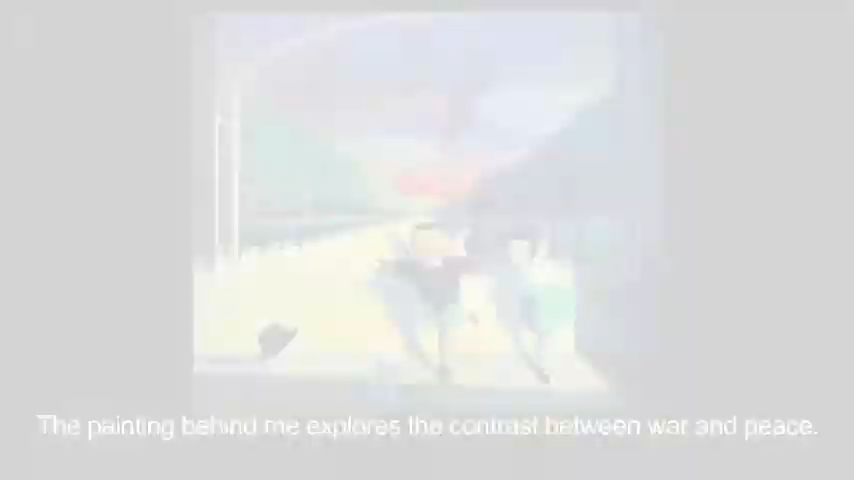 The painting behind me explores the contrast between war and peace.